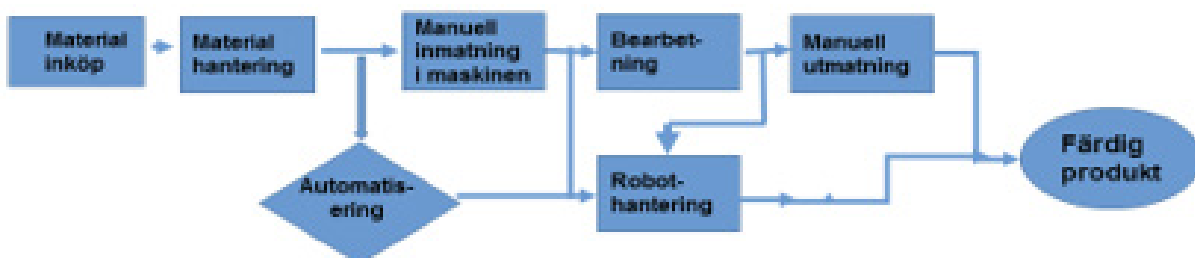 Material
inköp
Material
hantering
Manuell
inmatning
i maskinen
Bearbet-
ning
Manuell
utmatning
Automatis-
ering
Robot-
hantering
Färdig
produkt